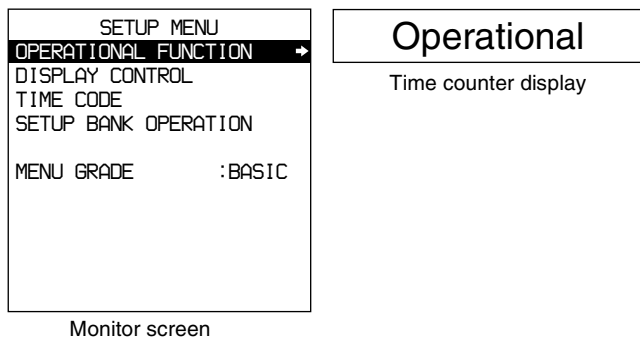 SETUP MENU
OPERATIONAL FUNCTION ➔
DISPLAY CONTROL
TIME CODE
SETUP BANK OPERATION
MENU GRADE :BASIC
Monitor screen
Operational
Time counter display